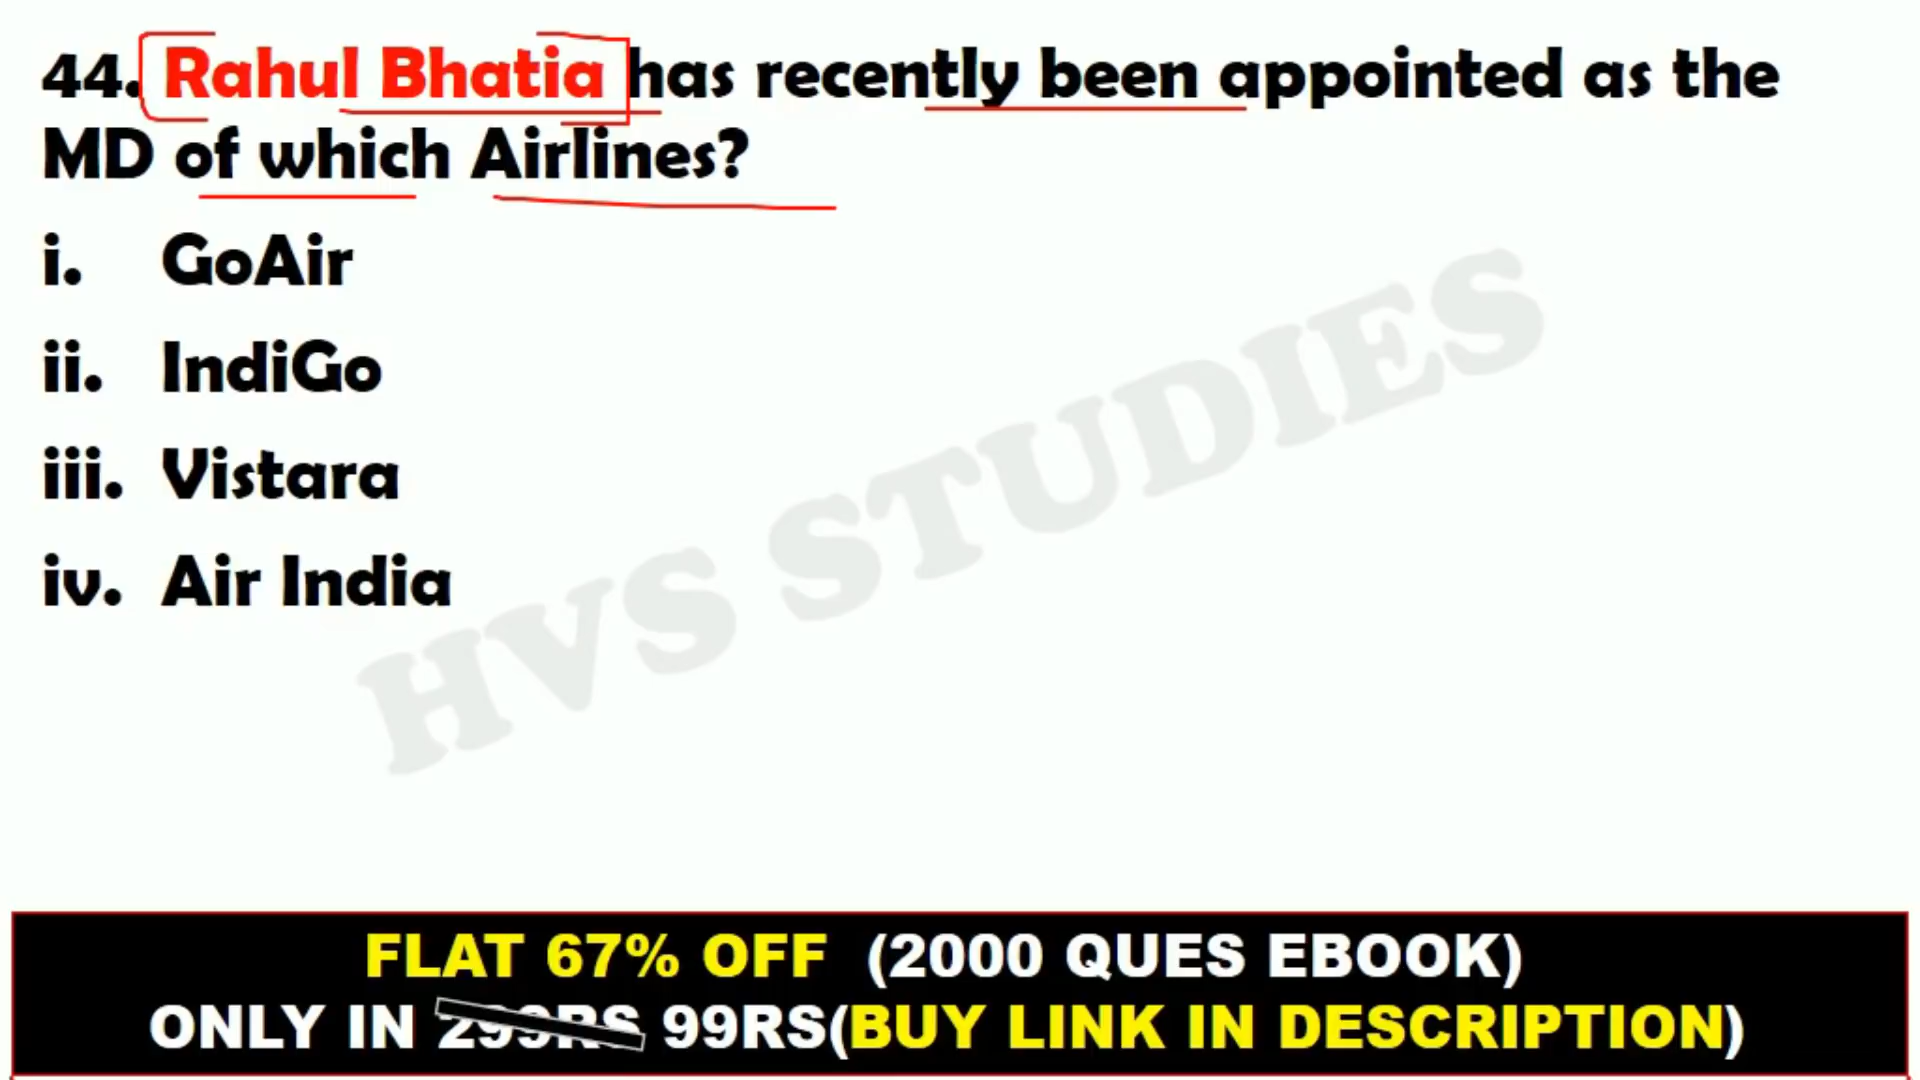 44. Rahul Bhatia has recently been appointed as the
MD of which Airlines?
i. GoAir
ii. IndiGo
iii. Vistara
iv. Air India
HVS STUDIES
FLAT 67% OFF (2000 QUES EBOOK)
ONLY IN 299RS 99RS(BUY LINK IN DESCRIPTION)